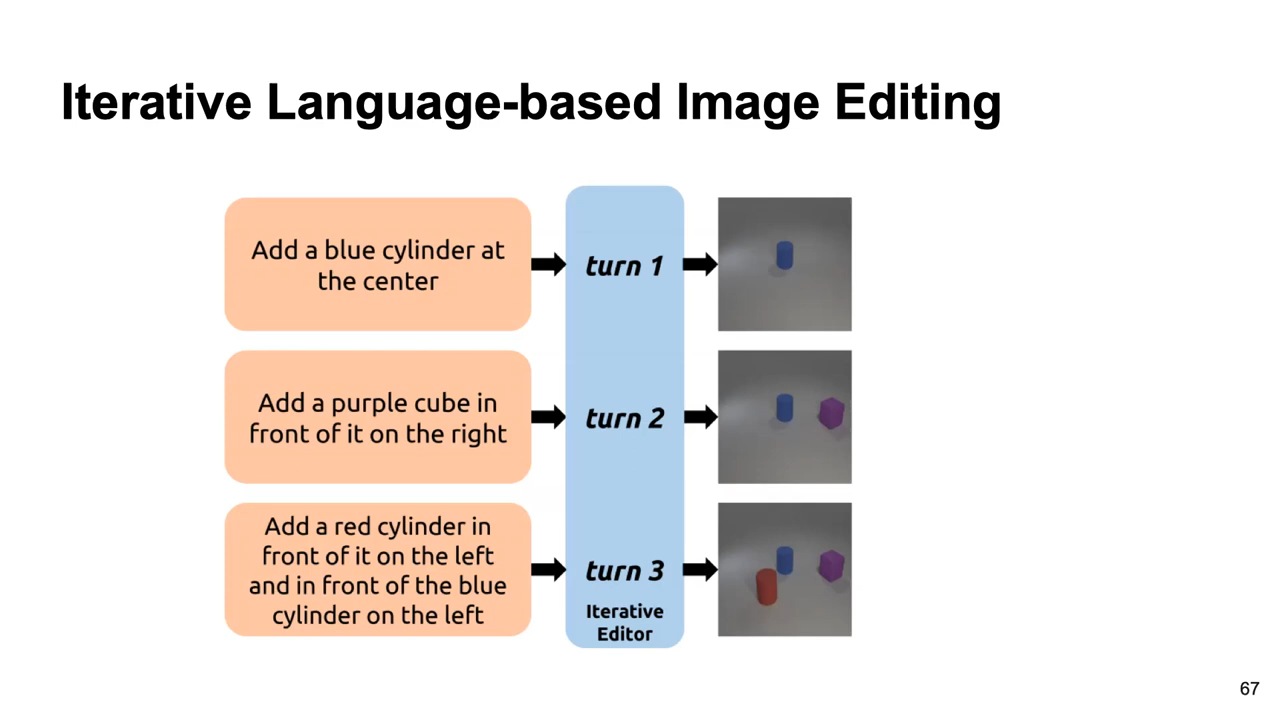 Iterative Language-based Image Editing
Add a blue cylinder at
the center
turn 1
Add a purple cube in
front of it on the right
turn 2
Add a red cylinder in
front of it on the left
and in front of the blue
cylinder on the left
turn 3
Iterative
Editor
67